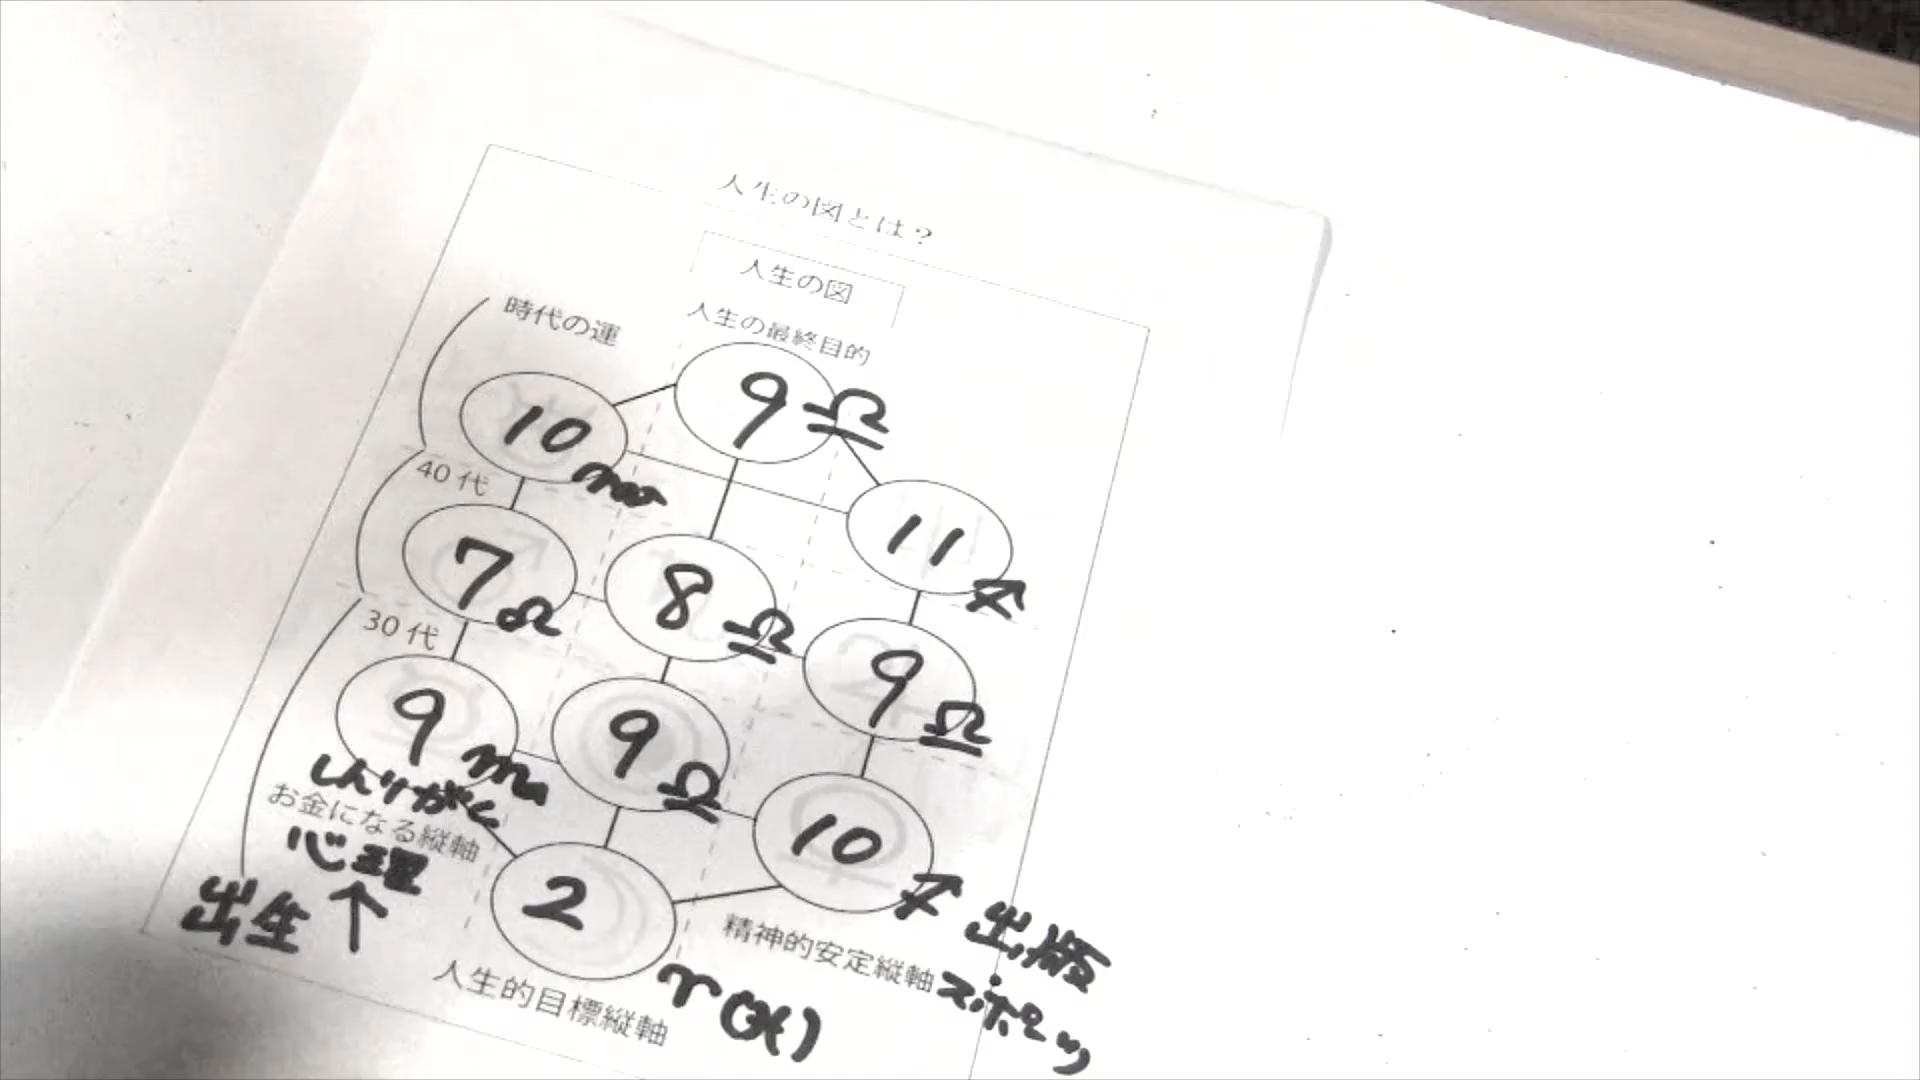 人生の図とは?
人生の図
時代の運
人生の最終目的
9 ♎
10 ♏
40代
11 ♐
7
8 ♎
30代
9 ♎
9 ♏
9 ♎
しんりがく
お金になる縦軸
10 ♐
心理
2 ♈
出生 ↑
精神的安定縦軸
出版
スポーツ
人生的目標縦軸